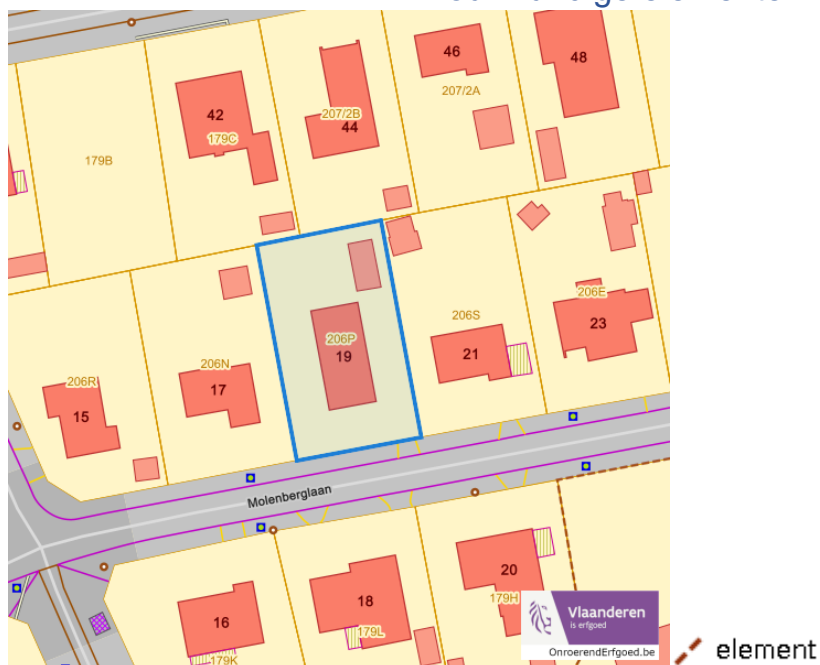 46
48
42
207/2A
207/2B
44
179C
179B
206S
206E
23
206P
19
21
206N
17
206R
15
Molenberglaan
20
179H
18
16
179L
179K
Vlaanderen
is erfgoed
OnroerendErfgoed.be
element